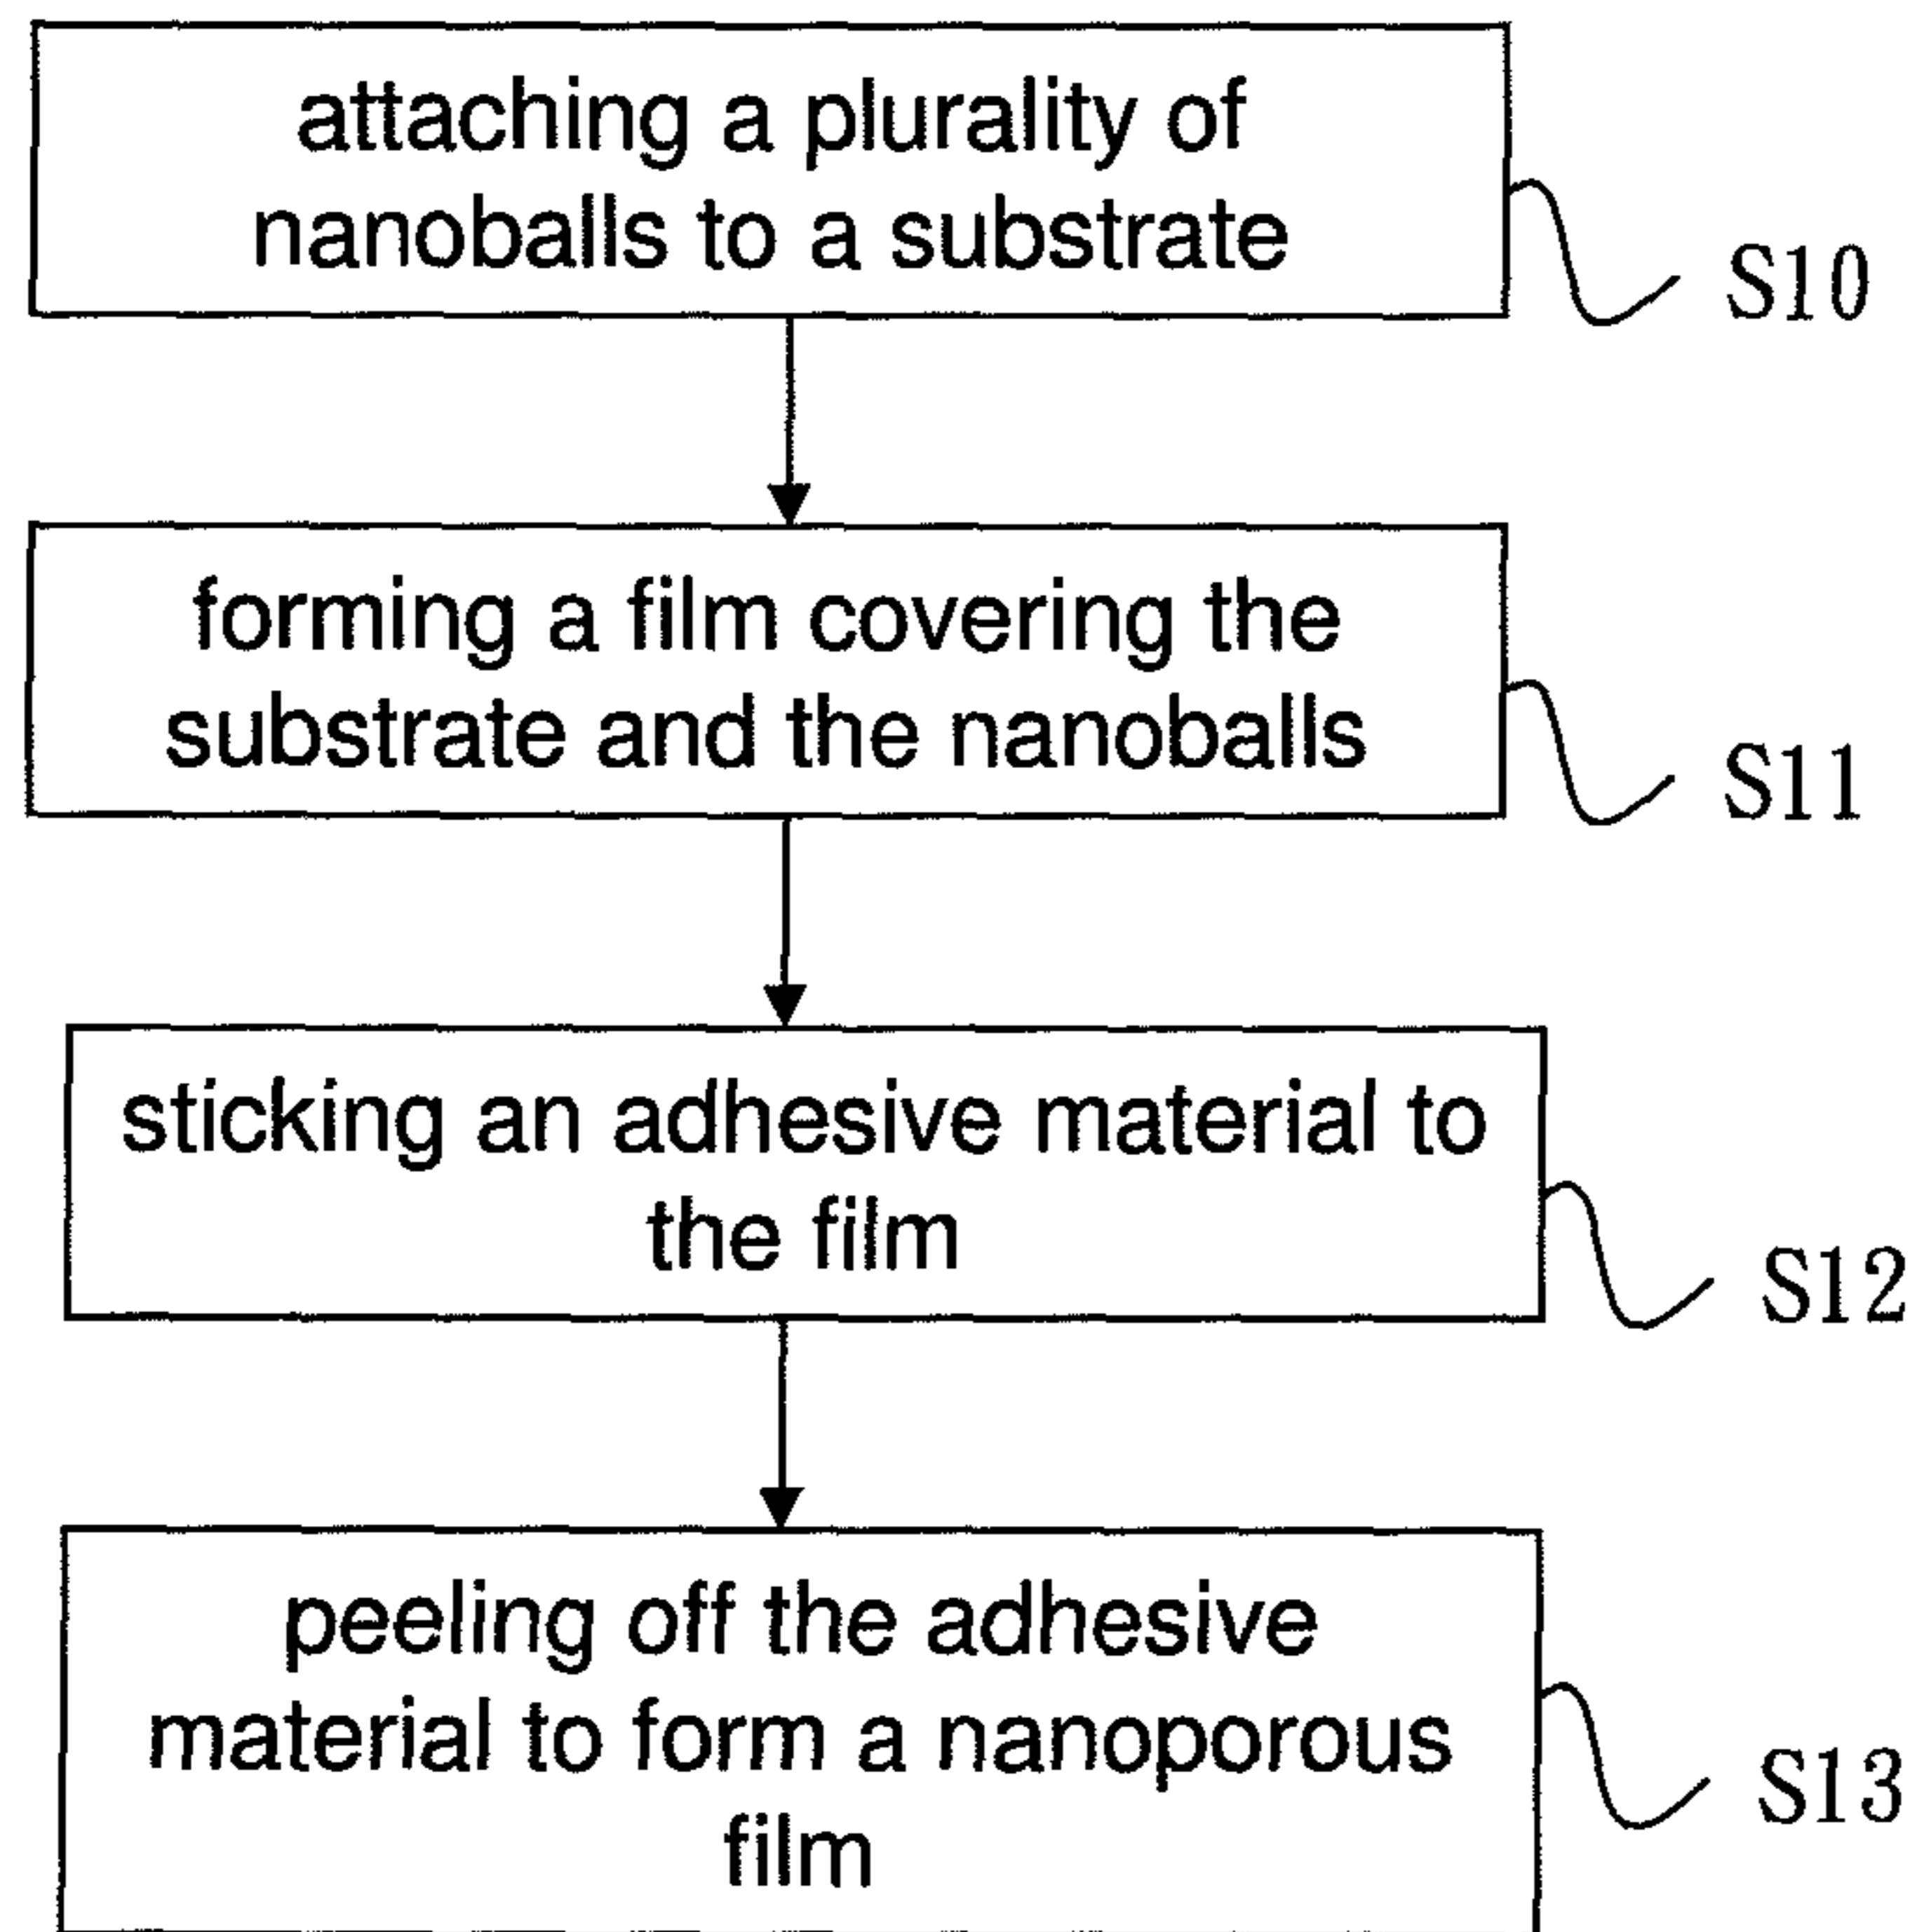 attaching a plurality of
nanoballs to a substrate
S10
forming a film covering the
substrate and the nanoballs
S11
sticking an adhesive material to
the film
S12
peeling off the adhesive
material to form a nanoporous
film
S13